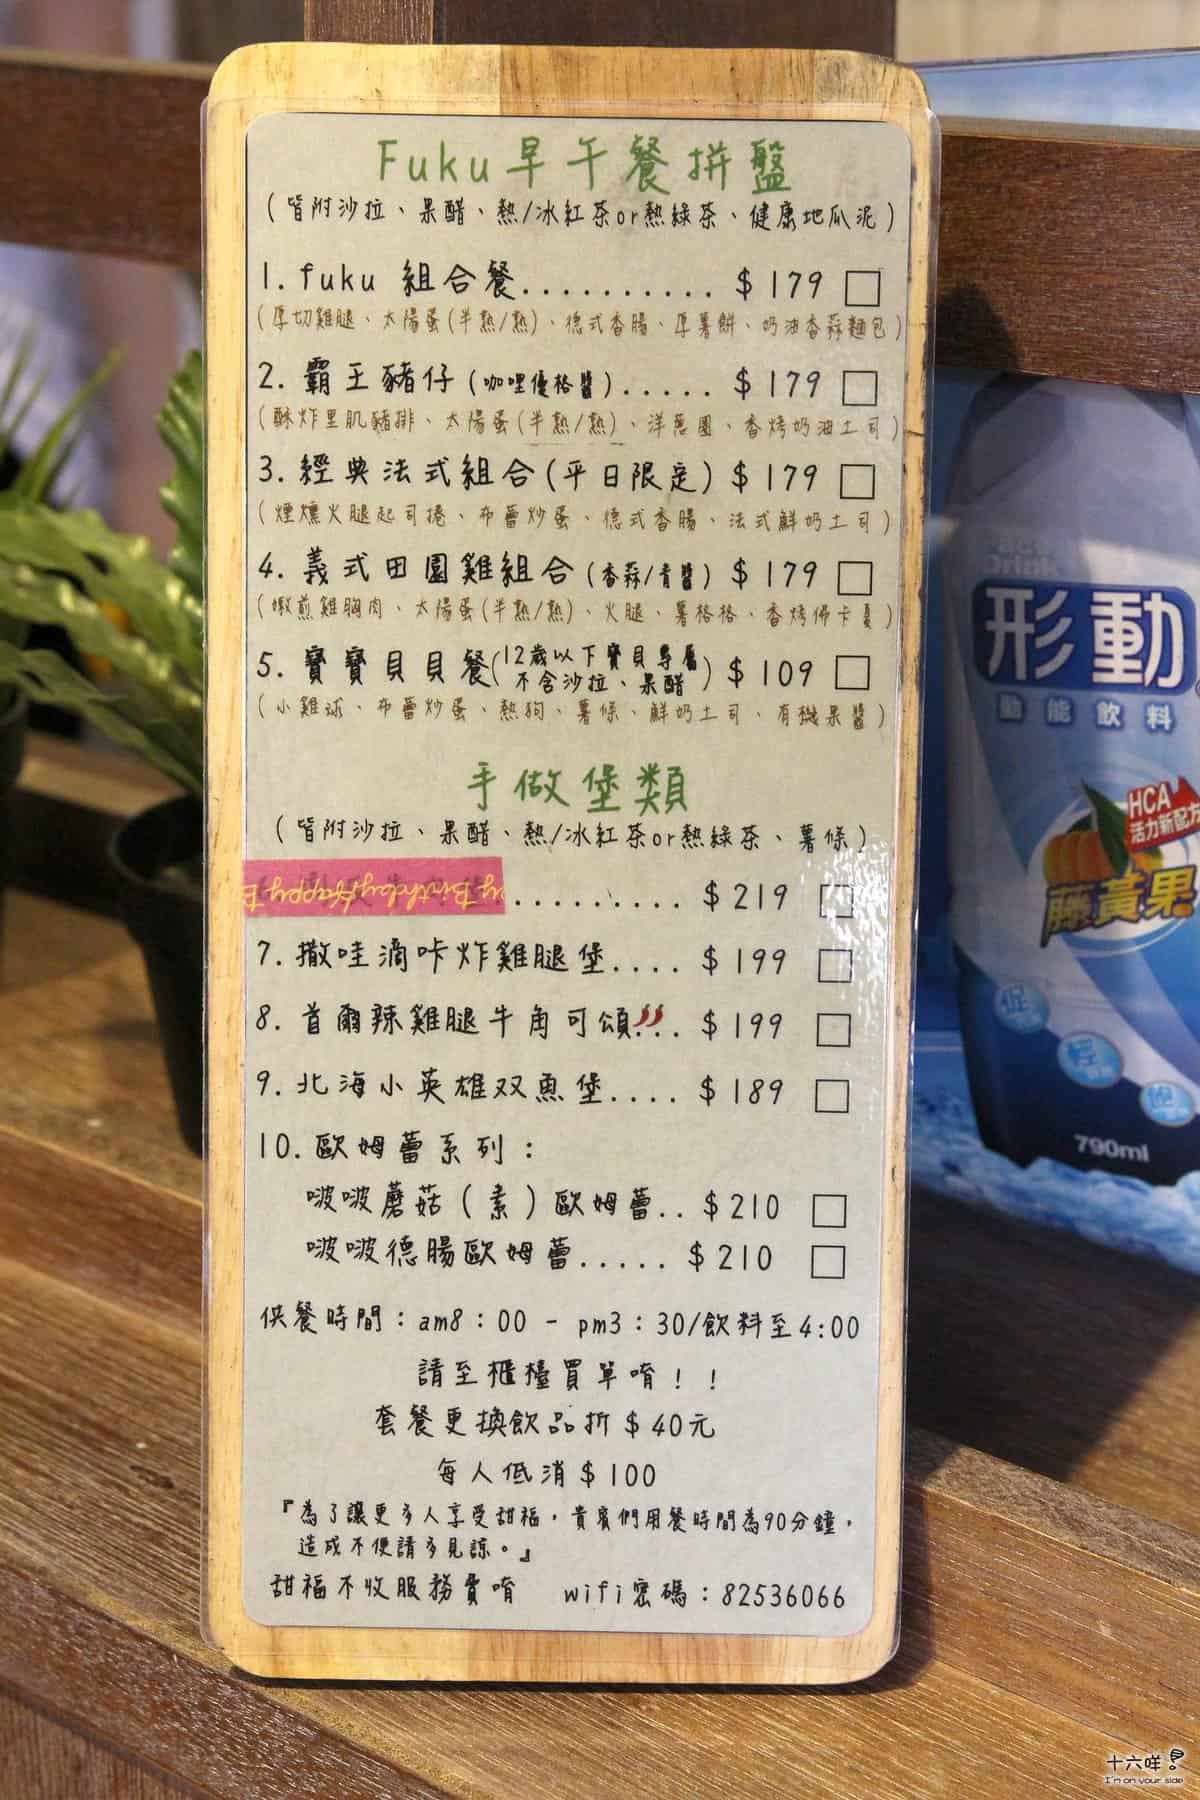 Fuku早午餐拼盤
(皆附沙拉、果醋、熱/冰紅茶or熱綠茶、健康地瓜泥)
1. fuku 組合餐.......... $179 □
(厚切雞腿、太陽蛋(半熟/熟)、德式香腸、厚薯餅、奶油香蒜麵包)
2. 霸王豬仔(咖哩優格醬)..... $179 □
(酥炸里肌豬排、太陽蛋(半熟/熟)、洋蔥圈、香烤奶油土司)
3. 經典法式組合(平日限定) $179 □
(煙燻火腿起司捲、布蕾炒蛋、德式香腸、法式鮮奶土司)
4. 義式田園雞組合(香蒜/青醬) $179 □
(嫩煎雞胸肉、太陽蛋(半熟/熟)、火腿、薯格格、香烤佛卡夏)
5. 寶寶貝貝餐(12歲以下寶貝專屬 不含沙拉、果醋) $109 □
(小雞球、布蕾炒蛋、熱狗、薯條、鮮奶土司、有機果醬)
手做堡類
(皆附沙拉、果醋、熱/冰紅茶or熱綠茶、薯條)
y Birthday Happy B .......... $219 □
7. 撒哇滴咔炸雞腿堡.... $199 □
8. 首爾辣雞腿牛角可頌... $199 □
9. 北海小英雄双魚堡.... $189 □
10. 歐姆蕾系列：
啵啵蘑菇(素)歐姆蕾.. $210 □
啵啵德腸歐姆蕾..... $210 □
供餐時間：am8：00 - pm3：30/飲料至4:00
請至櫃檯買單唷！！
套餐更換飲品折$40元
每人低消$100
『為了讓更多人享受甜福，貴賓們用餐時間為90分鐘，
造成不便請多見諒。』
甜福不收服務費唷 wifi密碼：82536066
Drink
形動
動能飲料
HCA
活力新配方
藤黃果
促
輕
飽
790ml
十六咩
I'm on your side